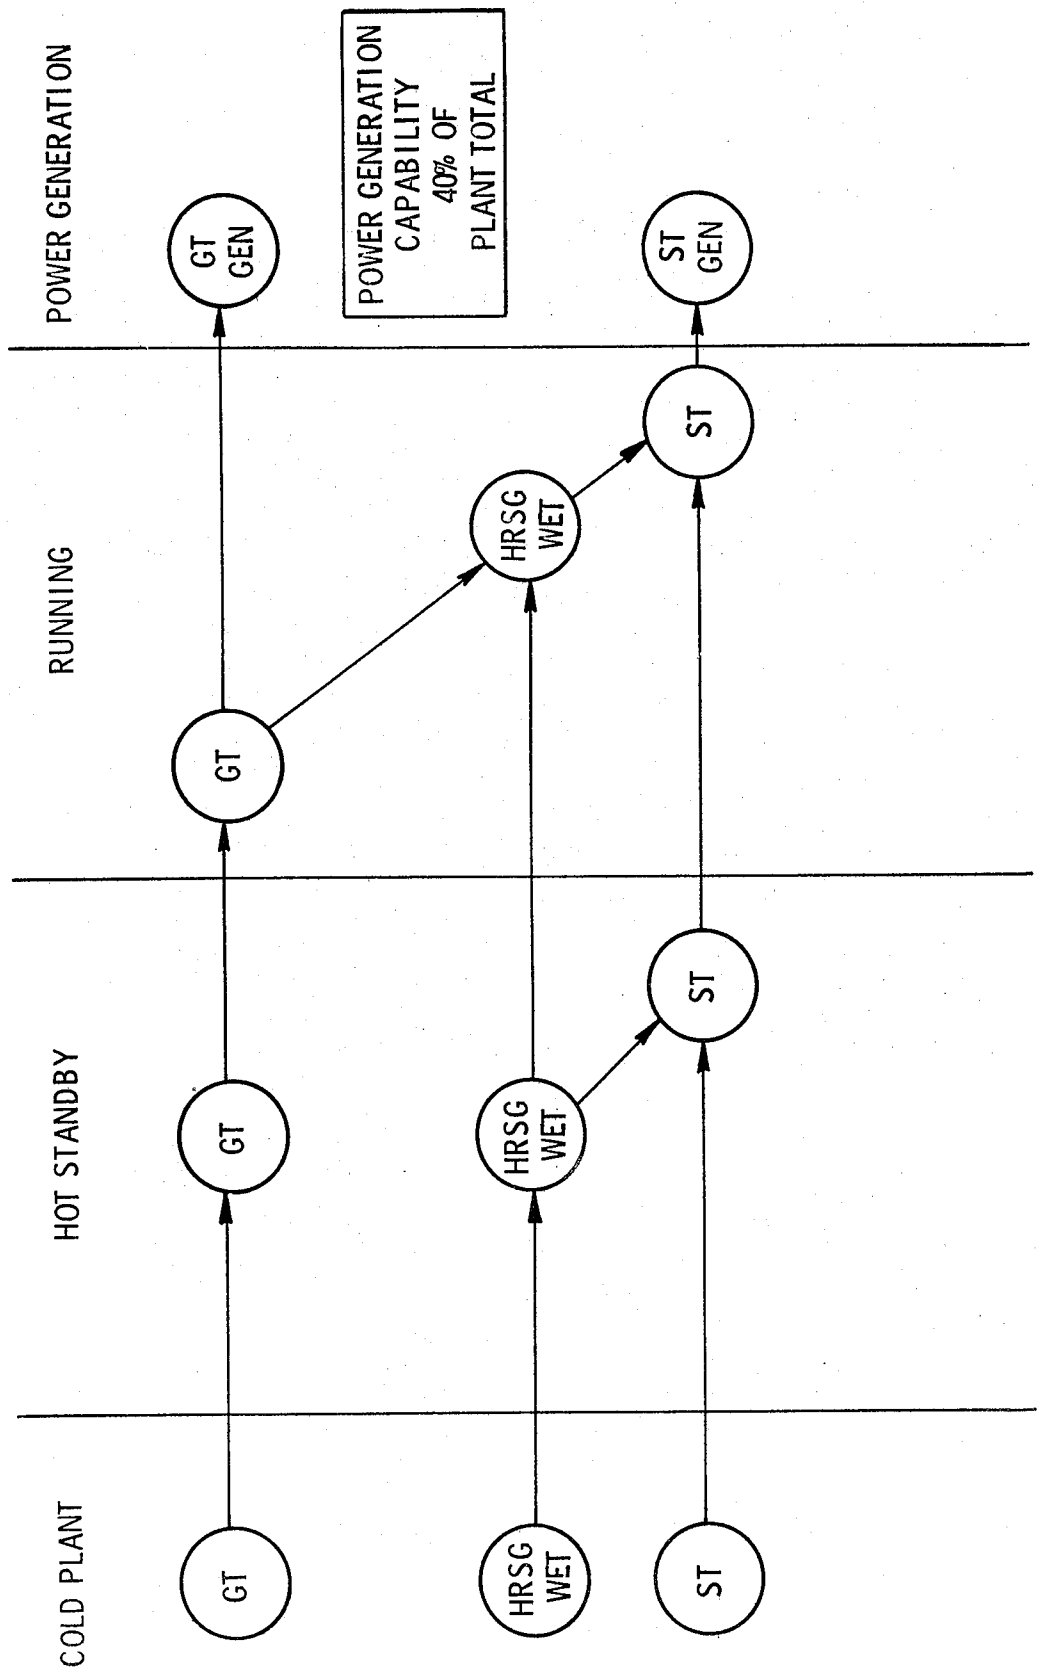 COLD PLANT
HOT STANDBY
RUNNING
POWER GENERATION
GT
GT
GT
GT
GEN
POWER GENERATION
CAPABILITY
40% OF
PLANT TOTAL
HRSG
WET
HRSG
WET
HRSG
WET
ST
ST
ST
ST
GEN